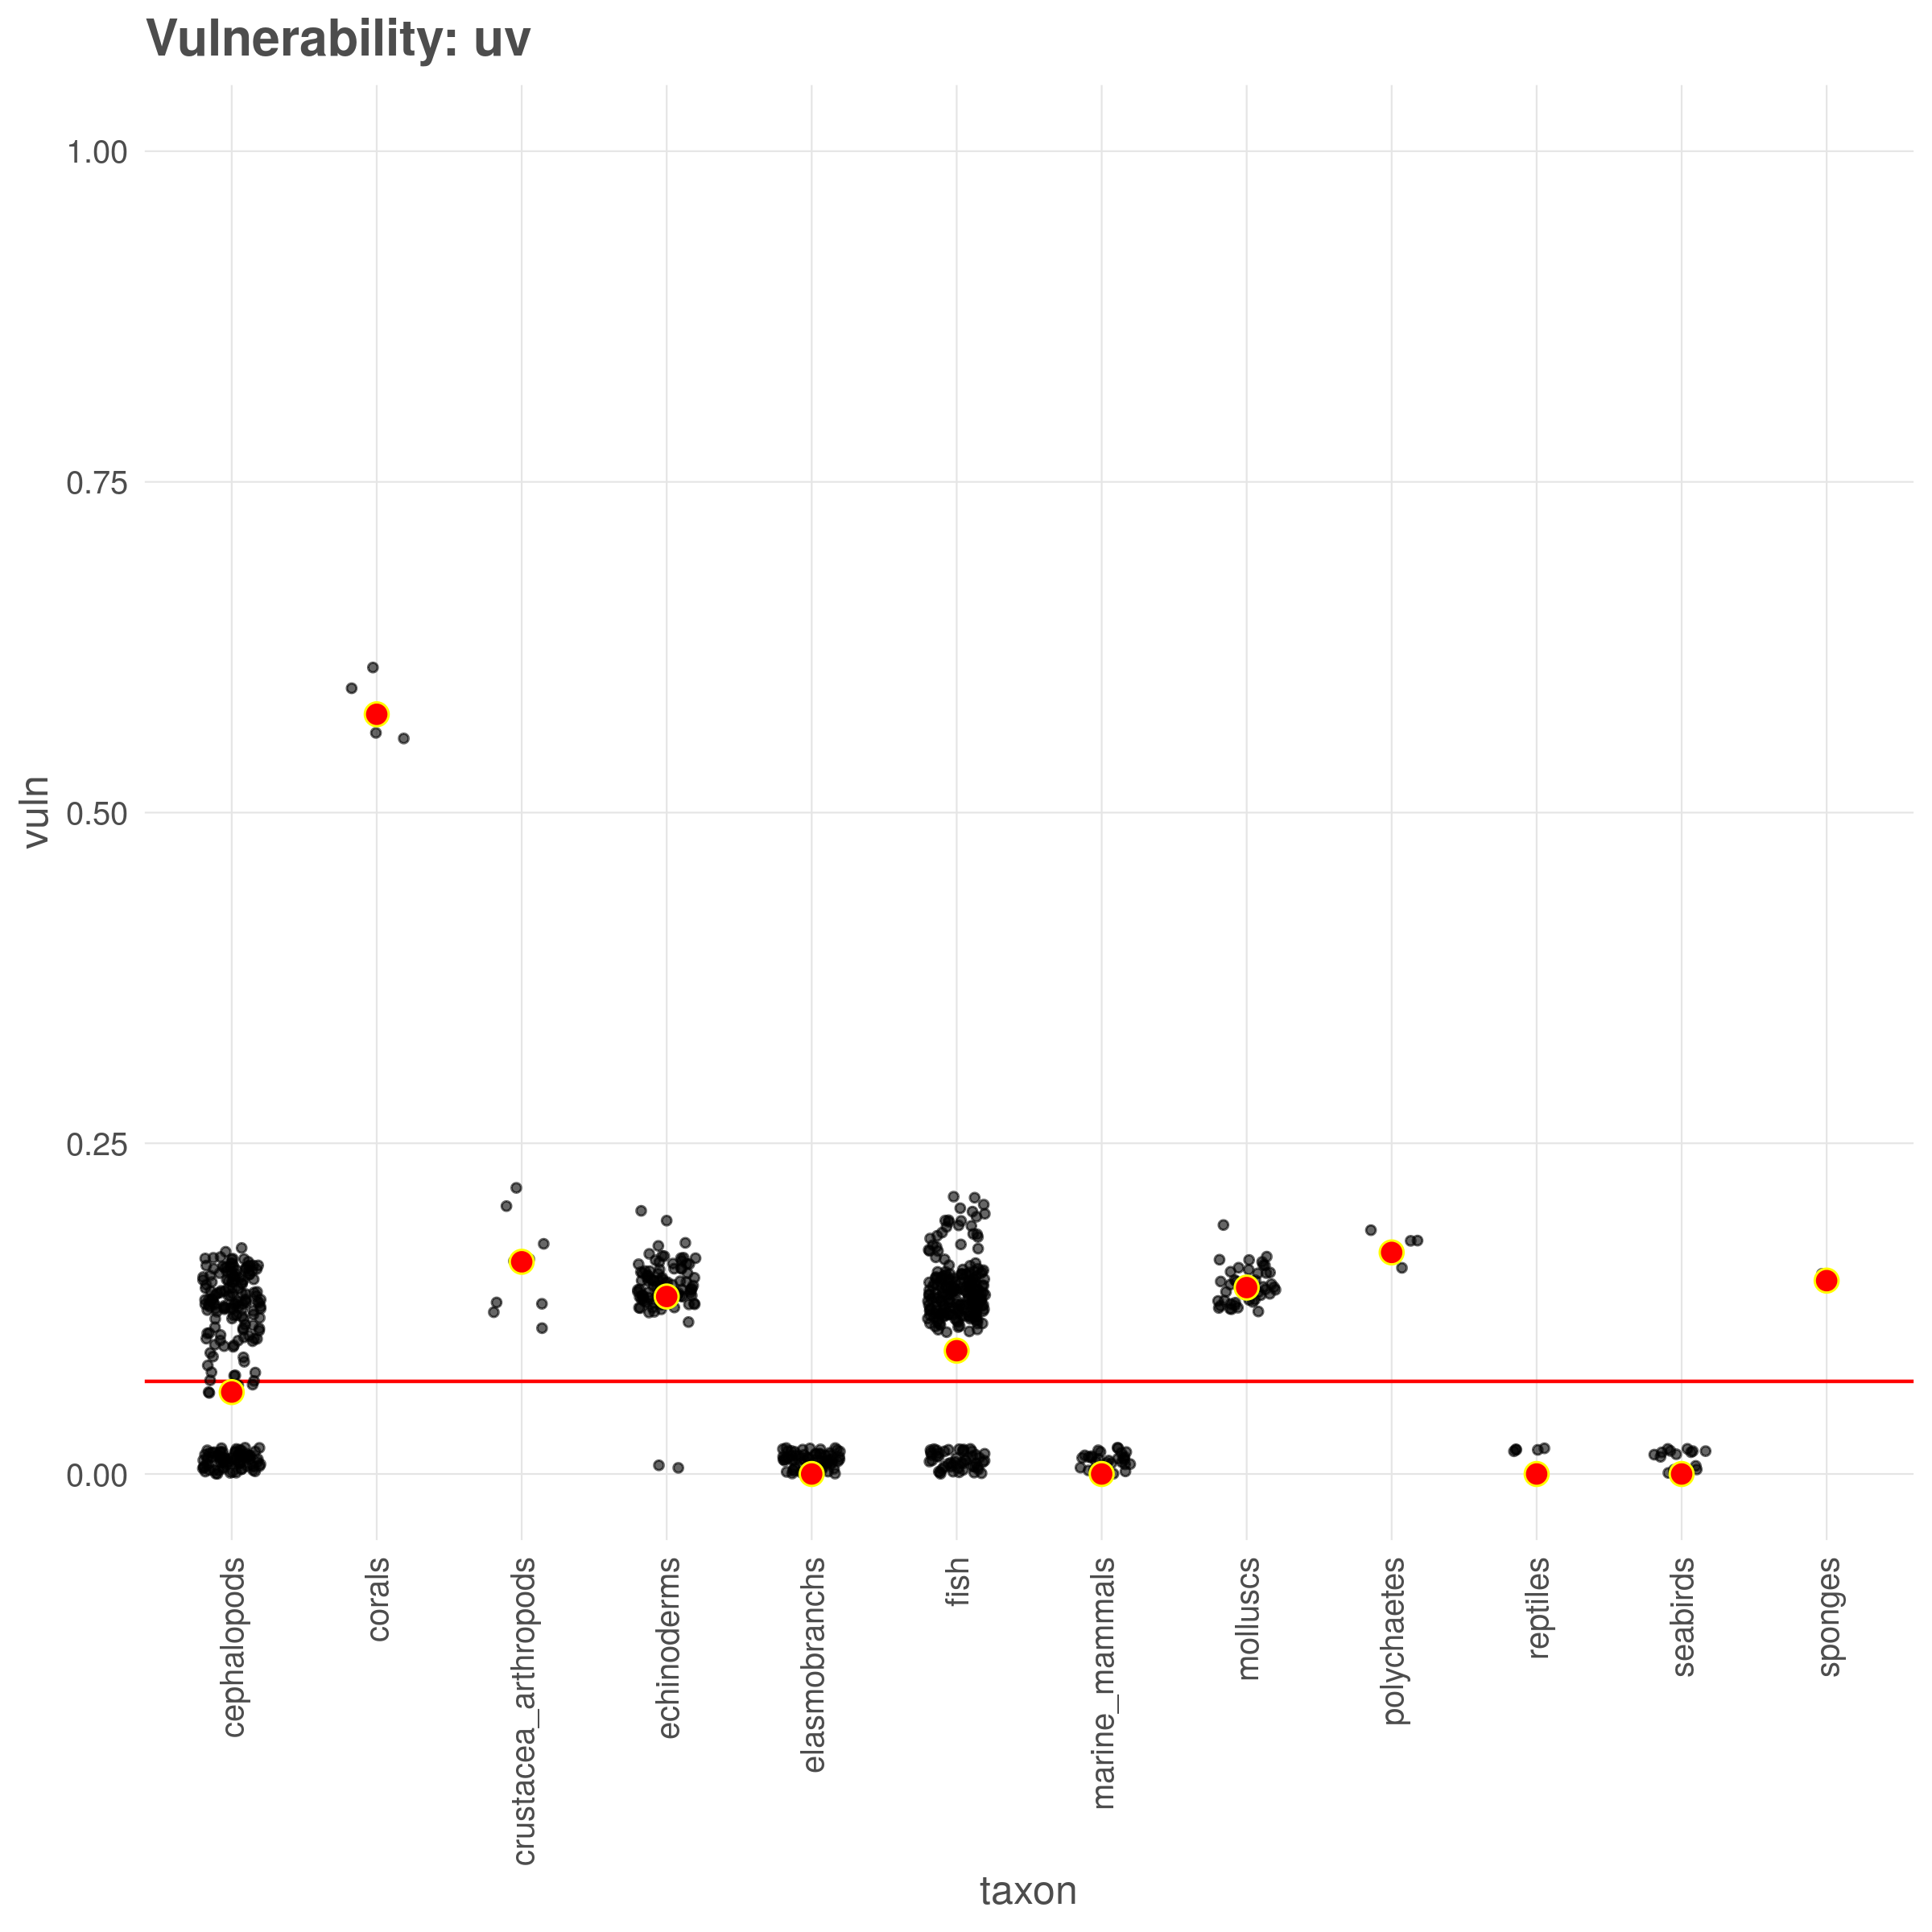 Vulnerability: uv
vuln
1.00
0.75
0.50
0.25
0.00
cephalopods
corals
crustacea_arthropods
echinoderms
elasmobranchs
fish
marine_mammals
molluscs
polychaetes
reptiles
seabirds
sponges
taxon